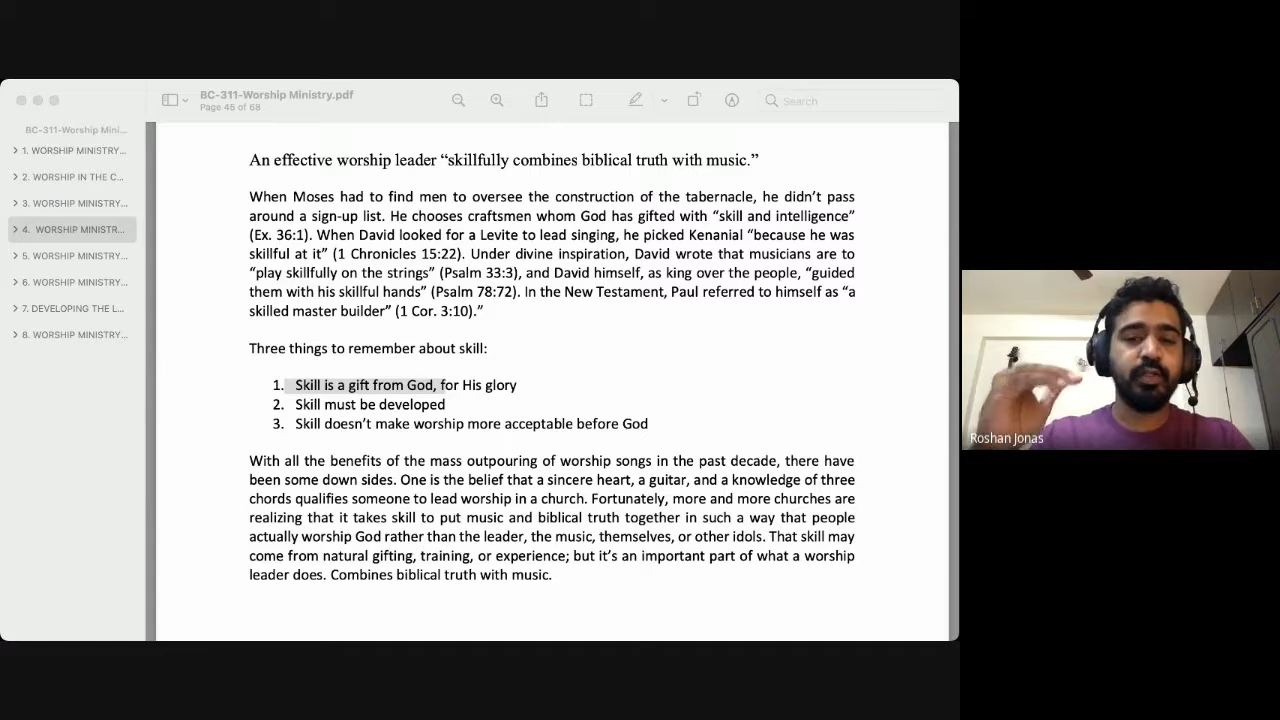 BC-311-Worship Ministry.pdf
Page 45 of 68
Search
BC-311-Worship Mini...
1. WORSHIP MINISTRY...
2. WORSHIP IN THE C...
3. WORSHIP MINISTRY...
4. WORSHIP MINISTR...
5. WORSHIP MINISTRY...
6. WORSHIP MINISTRY...
7. DEVELOPING THE L...
8. WORSHIP MINISTRY...
An effective worship leader “skillfully combines biblical truth with music.”
When Moses had to find men to oversee the construction of the tabernacle, he didn’t pass
around a sign-up list. He chooses craftsmen whom God has gifted with “skill and intelligence”
(Ex. 36:1). When David looked for a Levite to lead singing, he picked Kenanial “because he was
skillful at it” (1 Chronicles 15:22). Under divine inspiration, David wrote that musicians are to
“play skillfully on the strings” (Psalm 33:3), and David himself, as king over the people, “guided
them with his skillful hands” (Psalm 78:72). In the New Testament, Paul referred to himself as “a
skilled master builder” (1 Cor. 3:10).”
Three things to remember about skill:
1. Skill is a gift from God, for His glory
2. Skill must be developed
3. Skill doesn’t make worship more acceptable before God
With all the benefits of the mass outpouring of worship songs in the past decade, there have
been some down sides. One is the belief that a sincere heart, a guitar, and a knowledge of three
chords qualifies someone to lead worship in a church. Fortunately, more and more churches are
realizing that it takes skill to put music and biblical truth together in such a way that people
actually worship God rather than the leader, the music, themselves, or other idols. That skill may
come from natural gifting, training, or experience; but it’s an important part of what a worship
leader does. Combines biblical truth with music.
Roshan Jonas